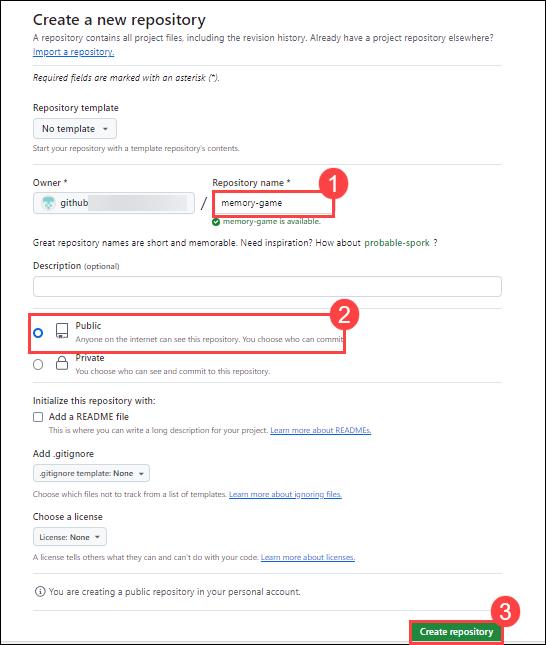 Create a new repository
A repository contains all project files, including the revision history. Already have a project repository elsewhere?
Import a repository.
Required fields are marked with an asterisk (*).
Repository template
No template
Start your repository with a template repository's contents.
Owner *
Repository name *
1
github
/
memory-game
memory-game is available.
Great repository names are short and memorable. Need inspiration? How about probable-spork ?
Description (optional)
2
Public
Anyone on the internet can see this repository. You choose who can commit
Private
You choose who can see and commit to this repository.
Initialize this repository with:
Add a README file
This is where you can write a long description for your project. Learn more about READMEs.
Add .gitignore
.gitignore template: None
Choose which files not to track from a list of templates. Learn more about ignoring files.
Choose a license
License: None
A license tells others what they can and can't do with your code. Learn more about licenses.
You are creating a public repository in your personal account.
3
Create repository